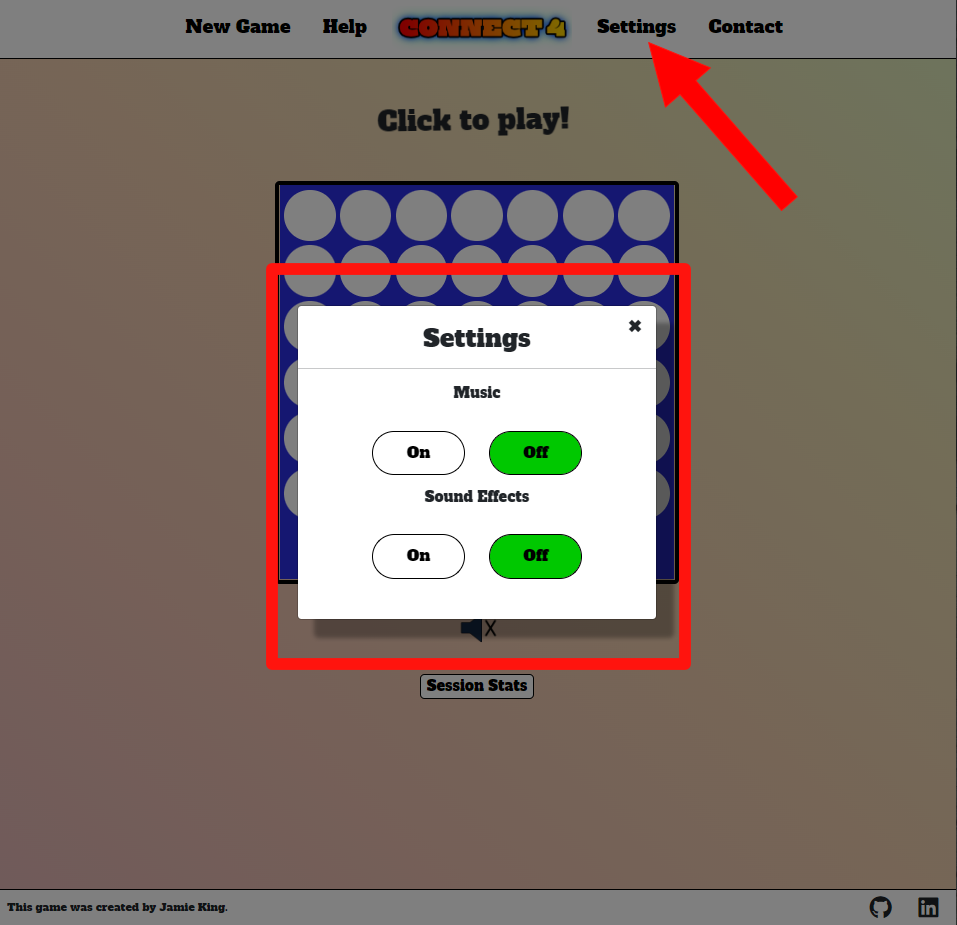 New Game Help CONNECT 4 Settings Contact
Click to play!
Settings ✖
Music
On Off
Sound Effects
On Off
X
Session Stats
This game was created by Jamie King. in